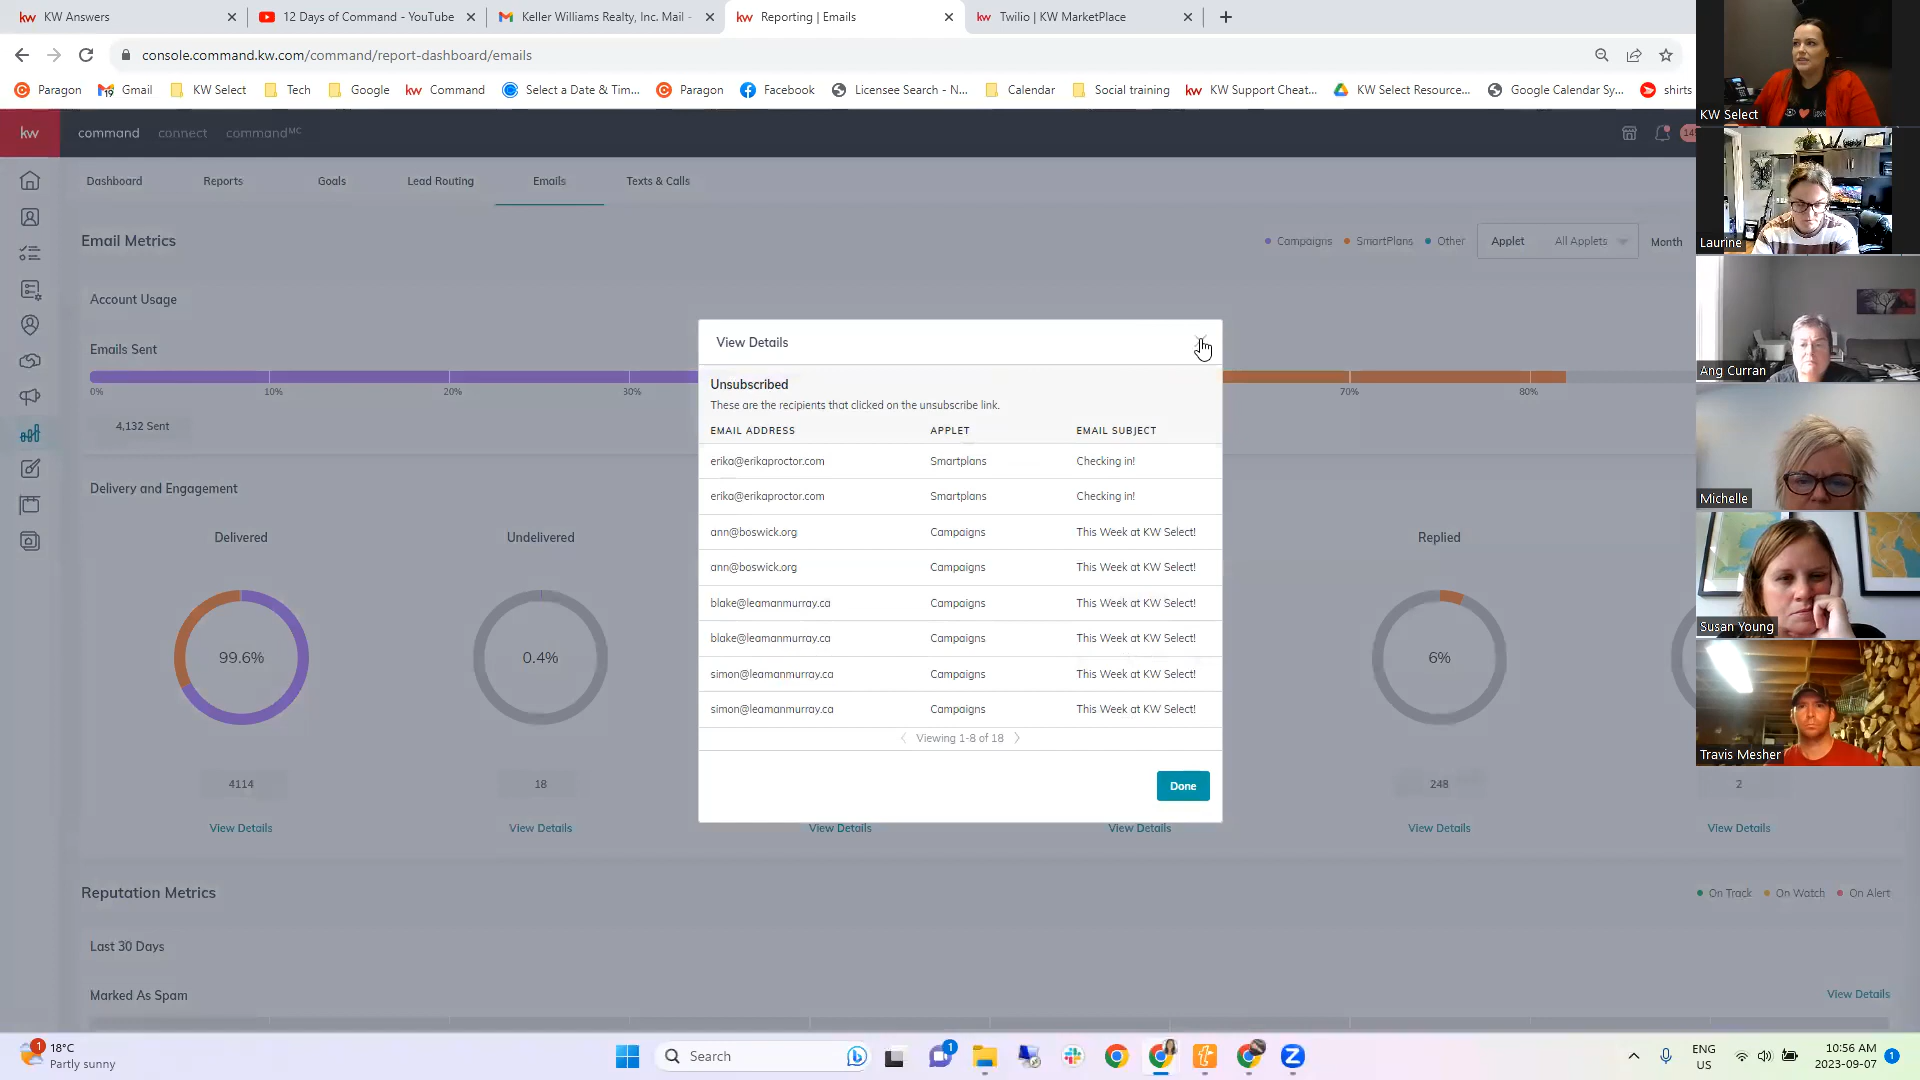 kw KW Answers
12 Days of Command - YouTube
Keller Williams Realty, Inc. Mail -
kw Reporting | Emails
kw Twilio | KW MarketPlace
console.command.kw.com/command/report-dashboard/emails
Paragon
Gmail
KW Select
Tech
Google
kw Command
Select a Date & Tim...
Paragon
Facebook
Licensee Search - N...
Calendar
Social training
kw KW Support Cheat...
KW Select Resource...
Google Calendar Sy...
shirts
kw command connect commandMC
Dashboard Reports Goals Lead Routing Emails Texts & Calls
Email Metrics
Campaigns SmartPlans Other
Applet All Applets
Month
Account Usage
Emails Sent
0% 10% 20% 30% 70% 80%
4,132 Sent
Delivery and Engagement
Delivered Undelivered Replied
99.6% 0.4% 6%
4114 18 248 2
View Details View Details View Details View Details View Details View Details
Reputation Metrics
On Track On Watch On Alert
Last 30 Days
Marked As Spam
View Details
View Details
Unsubscribed
These are the recipients that clicked on the unsubscribe link.
EMAIL ADDRESS APPLET EMAIL SUBJECT
erika@erikaproctor.com Smartplans Checking in!
erika@erikaproctor.com Smartplans Checking in!
ann@boswick.org Campaigns This Week at KW Select!
ann@boswick.org Campaigns This Week at KW Select!
blake@leamanmurray.ca Campaigns This Week at KW Select!
blake@leamanmurray.ca Campaigns This Week at KW Select!
simon@leamanmurray.ca Campaigns This Week at KW Select!
simon@leamanmurray.ca Campaigns This Week at KW Select!
Viewing 1-8 of 18
Done
KW Select
Laurine
Ang Curran
Michelle
Susan Young
Travis Mesher
1
18°C
Partly sunny
Search
1
ENG
US
10:56 AM
2023-09-07
1